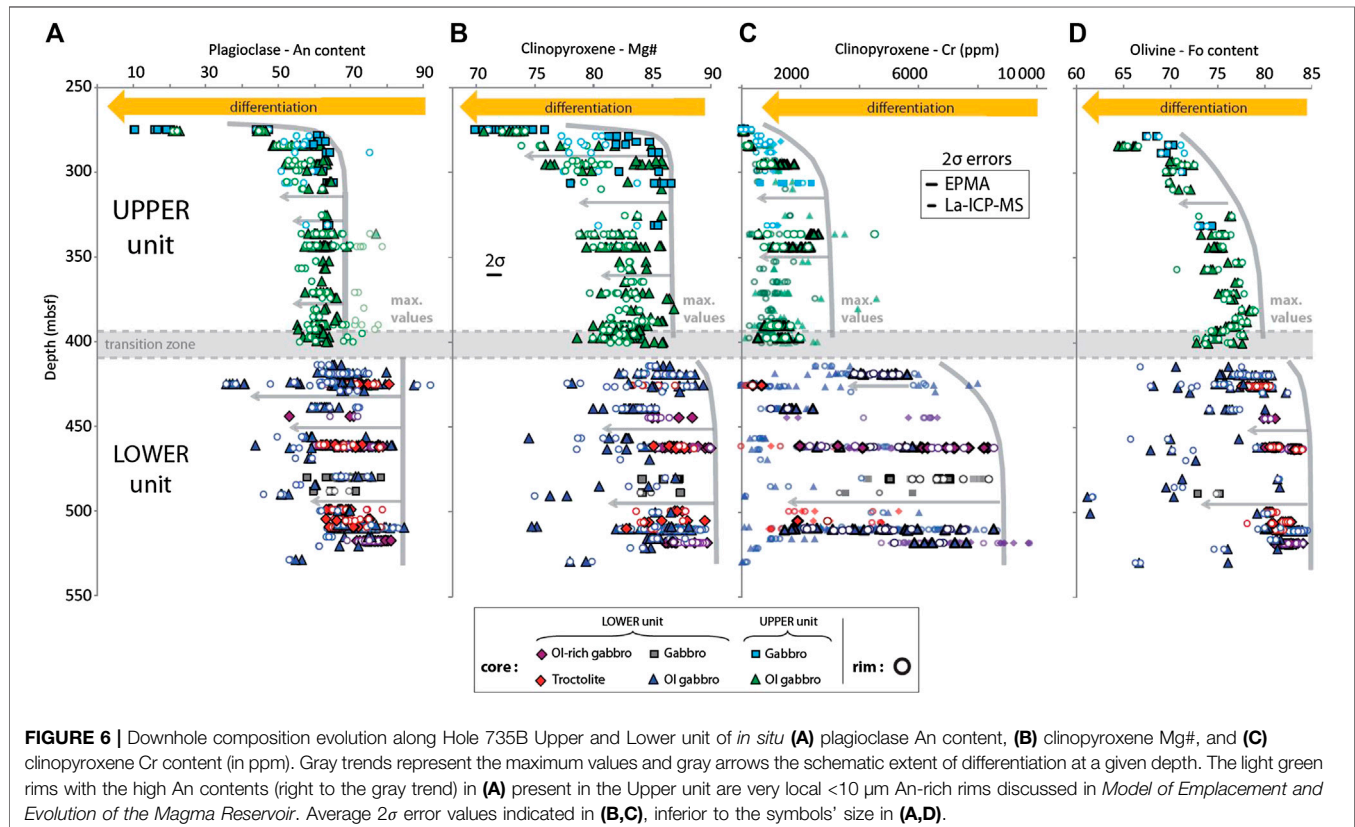 A
Plagioclase - An content
10 30 50 70 90
B
Clinopyroxene - Mg#
70 75 80 85 90
C
Clinopyroxene - Cr (ppm)
2000 6000 10 000
D
Olivine - Fo content
60 65 70 75 80 85
differentiation
differentiation
differentiation
differentiation
Depth (mbsf)
250
300
350
400
450
500
550
UPPER
unit
LOWER
unit
transition zone
max.
values
2σ
max.
values
2σ errors
EPMA
La-ICP-MS
max.
values
max.
values
LOWER unit UPPER unit
core :
Ol-rich gabbro Gabbro Gabbro
Troctolite Ol gabbro Ol gabbro
rim :
FIGURE 6 | Downhole composition evolution along Hole 735B Upper and Lower unit of in situ (A) plagioclase An content, (B) clinopyroxene Mg#, and (C)
clinopyroxene Cr content (in ppm). Gray trends represent the maximum values and gray arrows the schematic extent of differentiation at a given depth. The light green
rims with the high An contents (right to the gray trend) in (A) present in the Upper unit are very local <10 μm An-rich rims discussed in Model of Emplacement and
Evolution of the Magma Reservoir. Average 2σ error values indicated in (B,C), inferior to the symbols' size in (A,D).